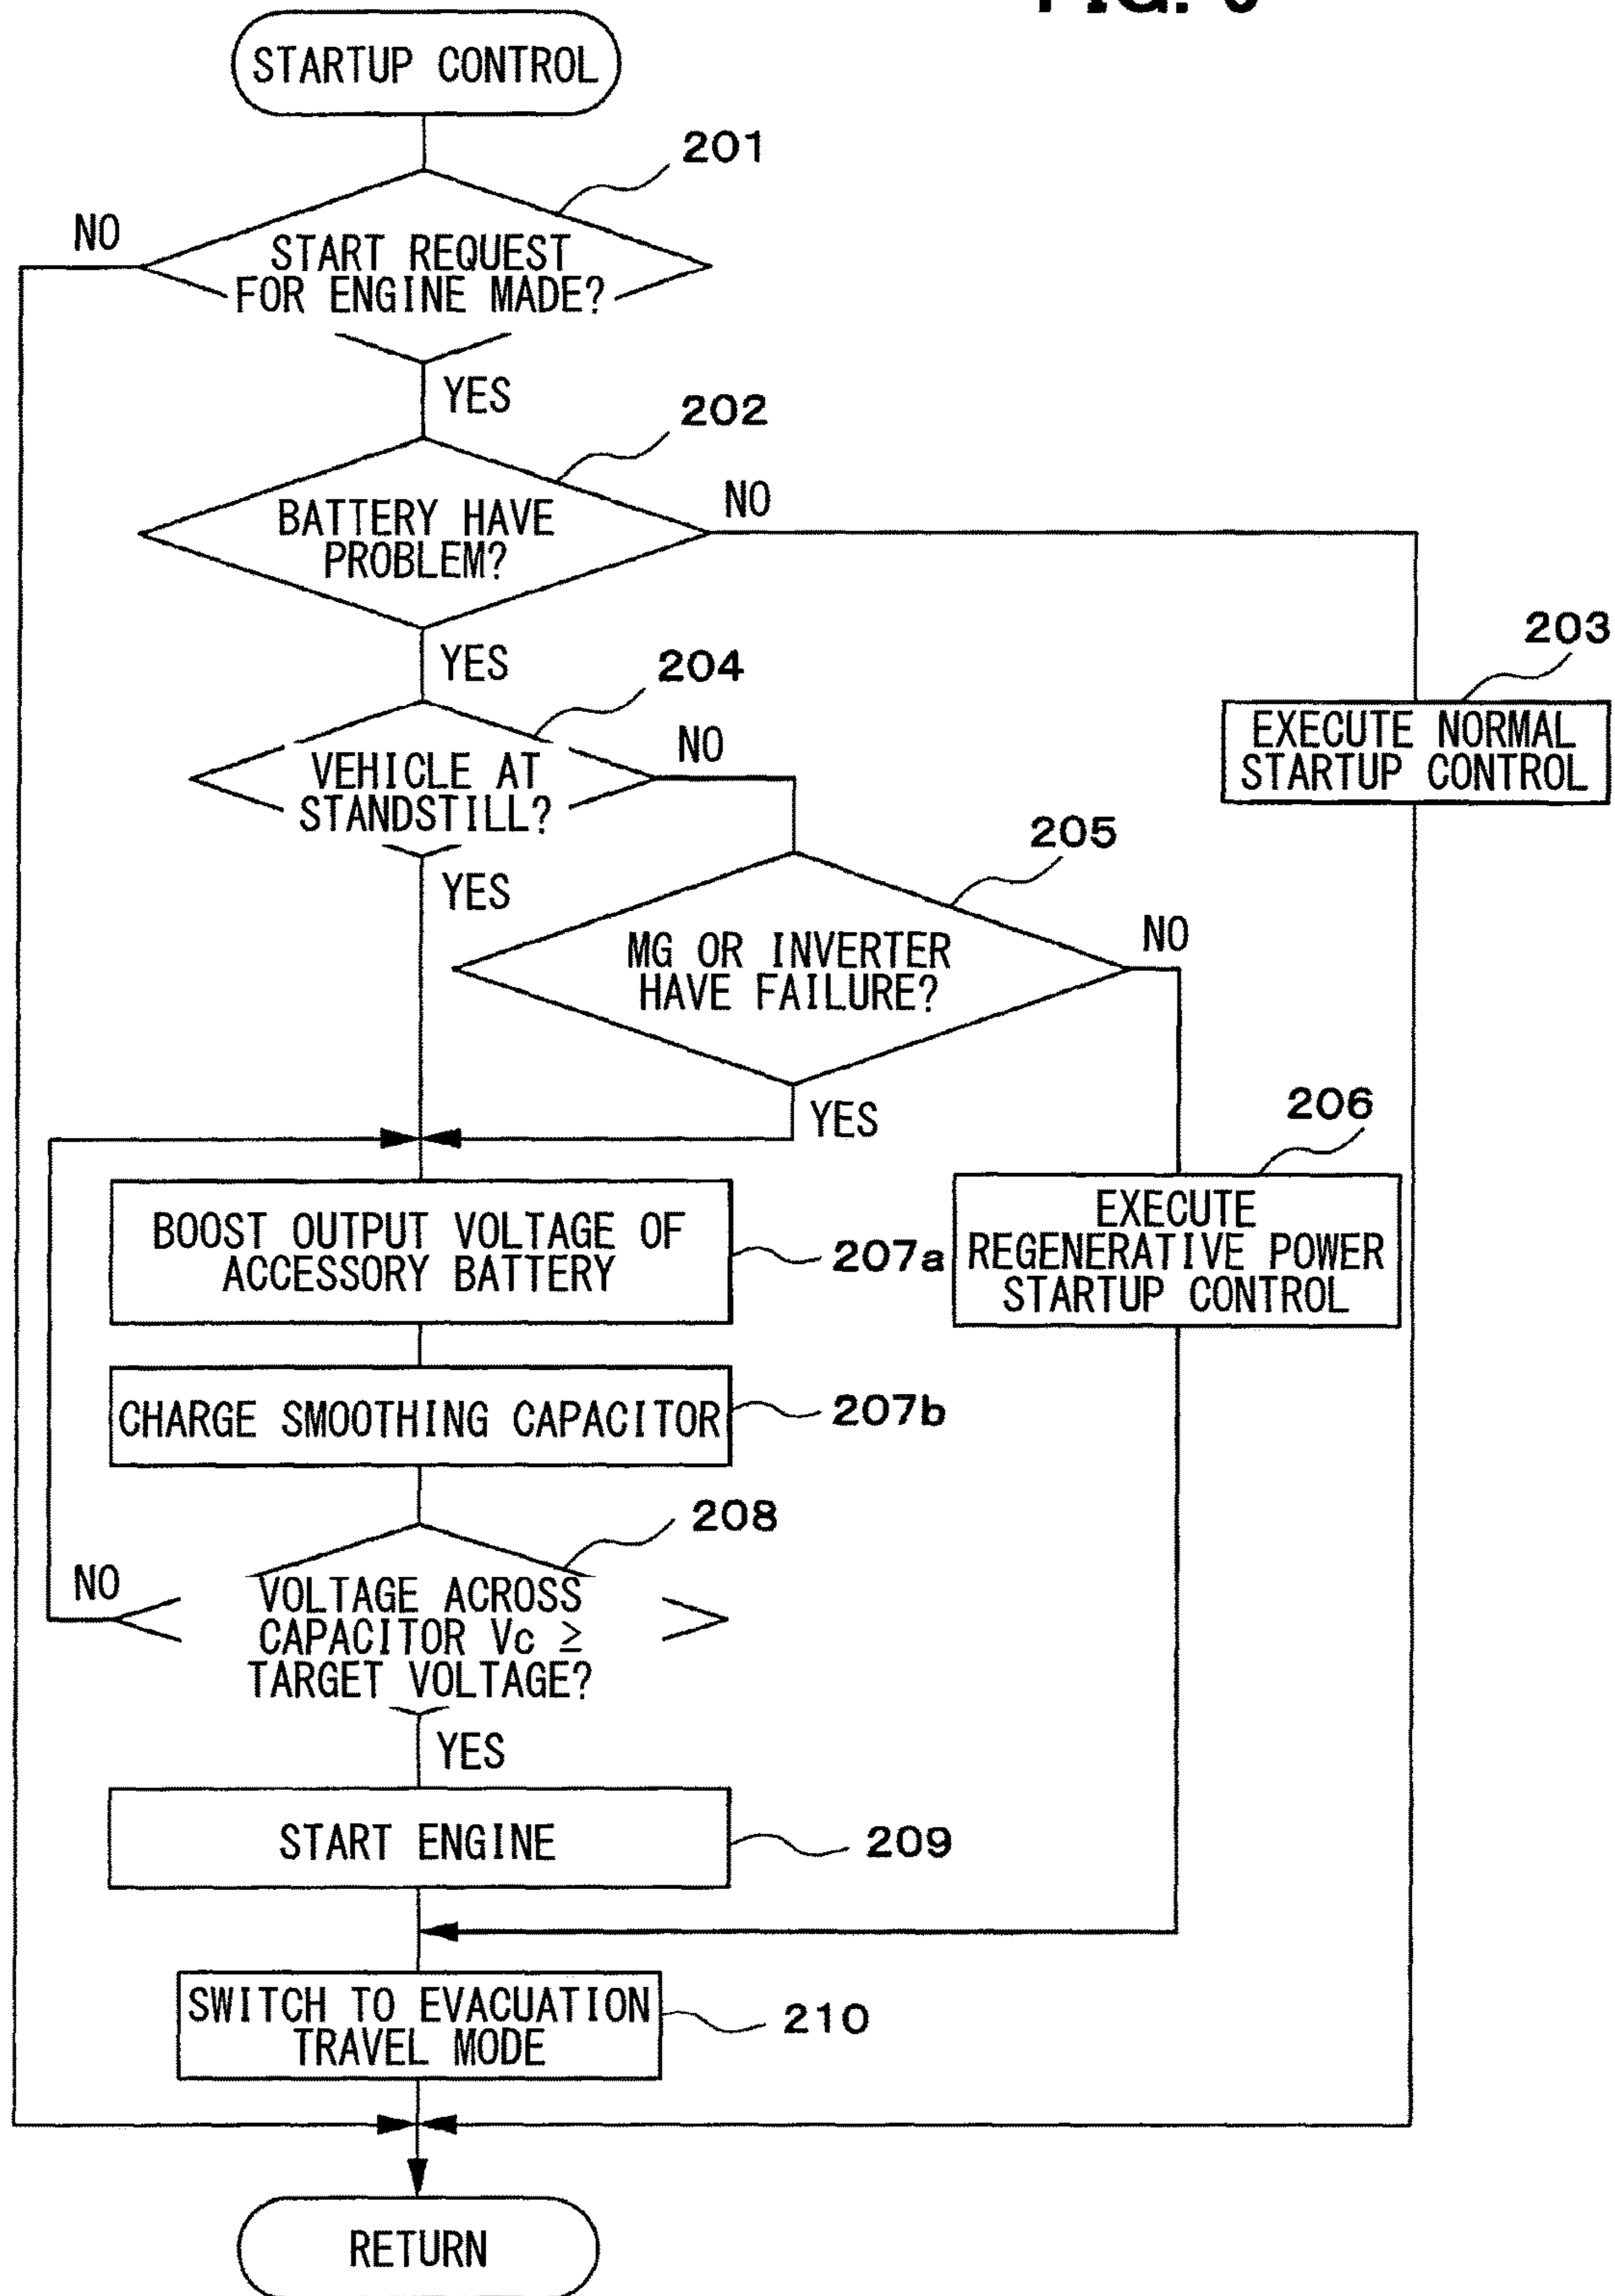 STARTUP CONTROL
201
NO
START REQUEST
FOR ENGINE MADE?
YES
202
BATTERY HAVE
PROBLEM?
NO
YES
204
203
VEHICLE AT
STANDSTILL?
NO
EXECUTE NORMAL
STARTUP CONTROL
205
YES
MG OR INVERTER
HAVE FAILURE?
NO
YES
206
BOOST OUTPUT VOLTAGE OF
ACCESSORY BATTERY
207a
EXECUTE
REGENERATIVE POWER
STARTUP CONTROL
CHARGE SMOOTHING CAPACITOR
207b
208
NO
VOLTAGE ACROSS
CAPACITOR Vc ≥
TARGET VOLTAGE?
YES
START ENGINE
209
SWITCH TO EVACUATION
TRAVEL MODE
210
RETURN